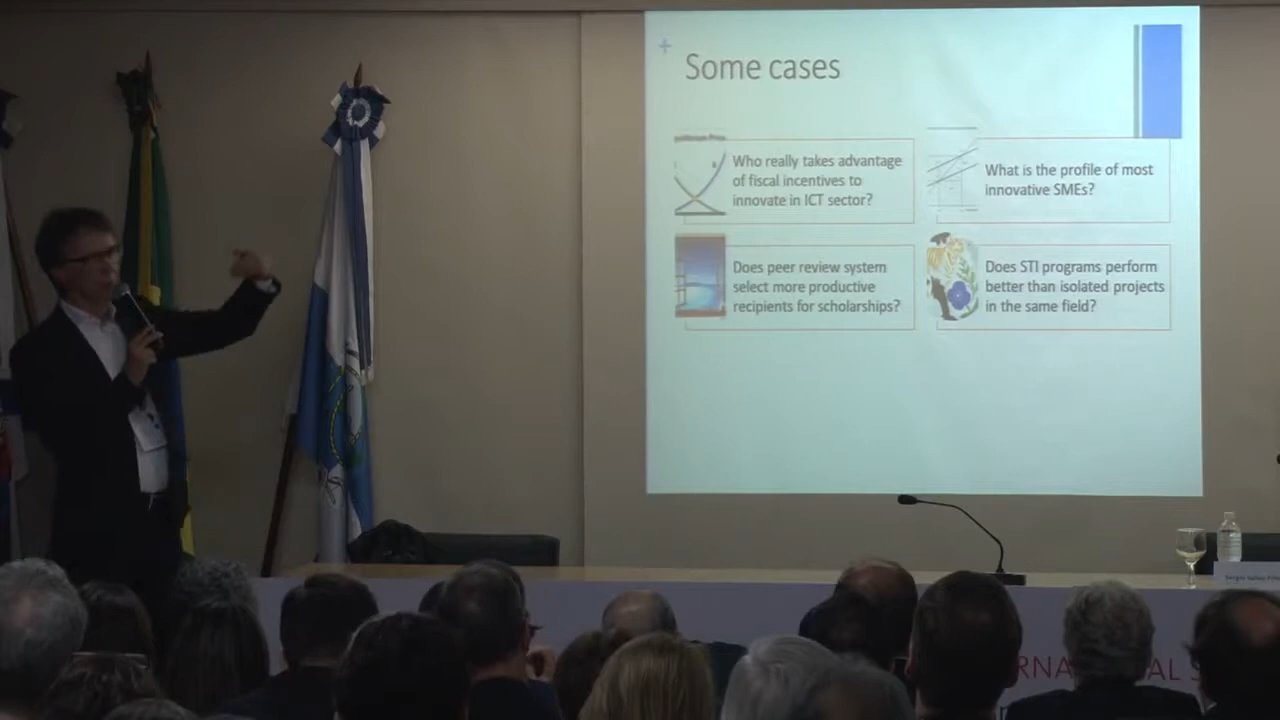 +
Some cases
Who really takes advantage
of fiscal incentives to
innovate in ICT sector?
What is the profile of most
innovative SMEs?
Does peer review system
select more productive
recipients for scholarships?
Does STI programs perform
better than isolated projects
in the same field?